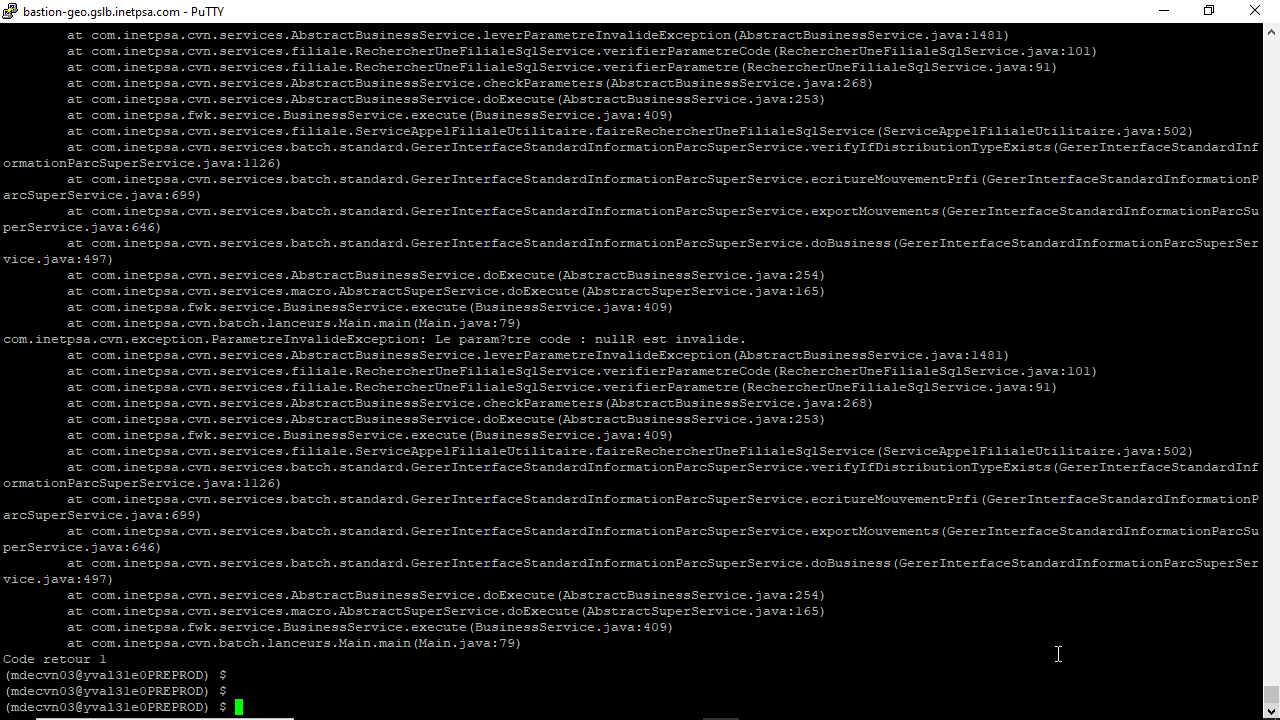 bastion-geo.gslb.inetpsa.com - PuTTY
at com.inetpsa.cvn.services.AbstractBusinessService.leverParametreInvalideException(AbstractBusinessService.java:1481)
at com.inetpsa.cvn.services.filiale.RechercherUneFilialeSqlService.verifierParametreCode(RechercherUneFilialeSqlService.java:101)
at com.inetpsa.cvn.services.filiale.RechercherUneFilialeSqlService.verifierParametre(RechercherUneFilialeSqlService.java:91)
at com.inetpsa.cvn.services.AbstractBusinessService.checkParameters(AbstractBusinessService.java:268)
at com.inetpsa.cvn.services.AbstractBusinessService.doExecute(AbstractBusinessService.java:253)
at com.inetpsa.fwk.service.BusinessService.execute(BusinessService.java:409)
at com.inetpsa.cvn.services.filiale.ServiceAppelFilialeUtilitaire.faireRechercherUneFilialeSqlService(ServiceAppelFilialeUtilitaire.java:502)
at com.inetpsa.cvn.services.batch.standard.GererInterfaceStandardInformationParcSuperService.verifyIfDistributionTypeExists(GererInterfaceStandardInf
ormationParcSuperService.java:1126)
at com.inetpsa.cvn.services.batch.standard.GererInterfaceStandardInformationParcSuperService.ecritureMouvementPrfi(GererInterfaceStandardInformationP
arcSuperService.java:699)
at com.inetpsa.cvn.services.batch.standard.GererInterfaceStandardInformationParcSuperService.exportMouvements(GererInterfaceStandardInformationParcSu
perService.java:646)
at com.inetpsa.cvn.services.batch.standard.GererInterfaceStandardInformationParcSuperService.doBusiness(GererInterfaceStandardInformationParcSuperSer
vice.java:497)
at com.inetpsa.cvn.services.AbstractBusinessService.doExecute(AbstractBusinessService.java:254)
at com.inetpsa.cvn.services.macro.AbstractSuperService.doExecute(AbstractSuperService.java:165)
at com.inetpsa.fwk.service.BusinessService.execute(BusinessService.java:409)
at com.inetpsa.cvn.batch.lanceurs.Main.main(Main.java:79)
com.inetpsa.cvn.exception.ParametreInvalideException: Le param?tre code : nullR est invalide.
at com.inetpsa.cvn.services.AbstractBusinessService.leverParametreInvalideException(AbstractBusinessService.java:1481)
at com.inetpsa.cvn.services.filiale.RechercherUneFilialeSqlService.verifierParametreCode(RechercherUneFilialeSqlService.java:101)
at com.inetpsa.cvn.services.filiale.RechercherUneFilialeSqlService.verifierParametre(RechercherUneFilialeSqlService.java:91)
at com.inetpsa.cvn.services.AbstractBusinessService.checkParameters(AbstractBusinessService.java:268)
at com.inetpsa.cvn.services.AbstractBusinessService.doExecute(AbstractBusinessService.java:253)
at com.inetpsa.fwk.service.BusinessService.execute(BusinessService.java:409)
at com.inetpsa.cvn.services.filiale.ServiceAppelFilialeUtilitaire.faireRechercherUneFilialeSqlService(ServiceAppelFilialeUtilitaire.java:502)
at com.inetpsa.cvn.services.batch.standard.GererInterfaceStandardInformationParcSuperService.verifyIfDistributionTypeExists(GererInterfaceStandardInf
ormationParcSuperService.java:1126)
at com.inetpsa.cvn.services.batch.standard.GererInterfaceStandardInformationParcSuperService.ecritureMouvementPrfi(GererInterfaceStandardInformationP
arcSuperService.java:699)
at com.inetpsa.cvn.services.batch.standard.GererInterfaceStandardInformationParcSuperService.exportMouvements(GererInterfaceStandardInformationParcSu
perService.java:646)
at com.inetpsa.cvn.services.batch.standard.GererInterfaceStandardInformationParcSuperService.doBusiness(GererInterfaceStandardInformationParcSuperSer
vice.java:497)
at com.inetpsa.cvn.services.AbstractBusinessService.doExecute(AbstractBusinessService.java:254)
at com.inetpsa.cvn.services.macro.AbstractSuperService.doExecute(AbstractSuperService.java:165)
at com.inetpsa.fwk.service.BusinessService.execute(BusinessService.java:409)
at com.inetpsa.cvn.batch.lanceurs.Main.main(Main.java:79)
Code retour 1
(mdecvn03@yval31e0PREPROD) $
(mdecvn03@yval31e0PREPROD) $
(mdecvn03@yval31e0PREPROD) $